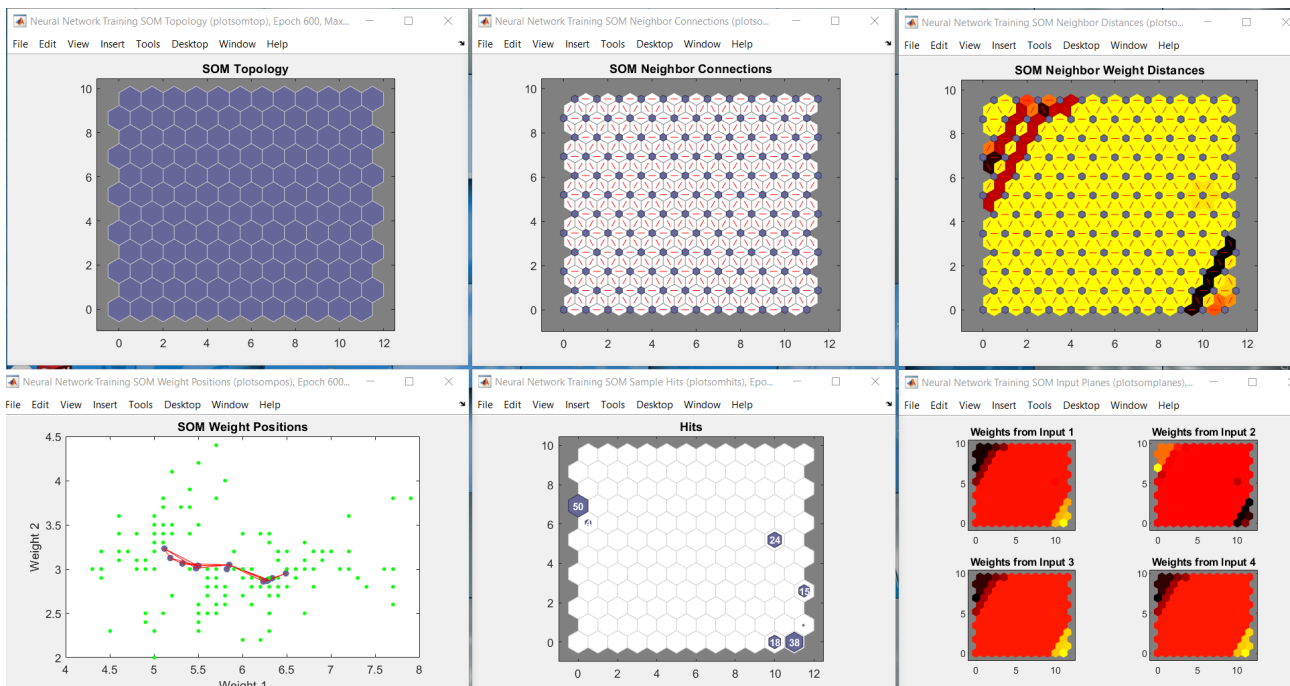 Neural Network Training SOM Topology (plotsomtop), Epoch 600, Max...
File Edit View Insert Tools Desktop Window Help
SOM Topology
10
8
6
4
2
0
0 2 4 6 8 10 12
Neural Network Training SOM Neighbor Connections (plotso...
File Edit View Insert Tools Desktop Window Help
SOM Neighbor Connections
10
8
6
4
2
0
0 2 4 6 8 10 12
Neural Network Training SOM Neighbor Distances (plotso...
File Edit View Insert Tools Desktop Window Help
SOM Neighbor Weight Distances
10
8
6
4
2
0
0 2 4 6 8 10 12
Neural Network Training SOM Weight Positions (plotsompos), Epoch 600...
File Edit View Insert Tools Desktop Window Help
SOM Weight Positions
4.5
4
3.5
3
2.5
2
Weight 2
4 4.5 5 5.5 6 6.5 7 7.5 8
Weight 1
Neural Network Training SOM Sample Hits (plotsomhits), Epo...
File Edit View Insert Tools Desktop Window Help
Hits
10
8
6
4
2
0
50
4
24
15
18 38
0 2 4 6 8 10 12
Neural Network Training SOM Input Planes (plotsomplanes),...
File Edit View Insert Tools Desktop Window Help
Weights from Input 1
10
5
0
0 5 10
Weights from Input 2
10
5
0
0 5 10
Weights from Input 3
10
5
0
0 5 10
Weights from Input 4
10
5
0
0 5 10